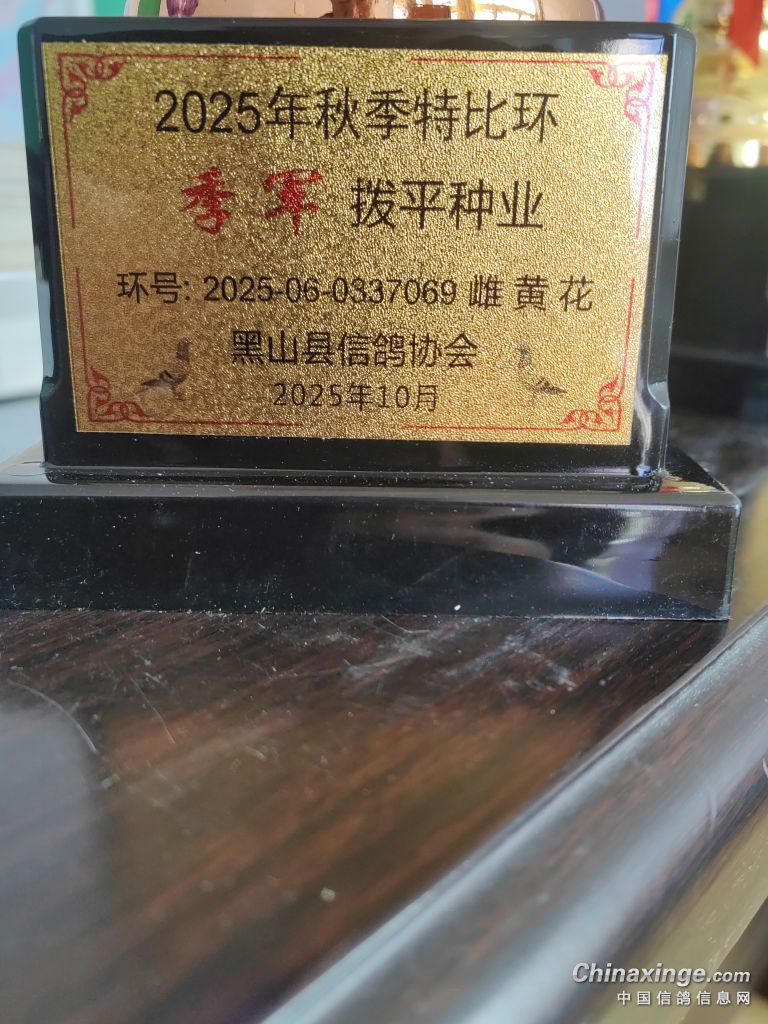 2025年秋季特比环
季军 拨平种业
环号: 2025-06-0337069 雌 黄 花
黑山县信鸽协会
2025年10月
Chinaxinge.com
中国信鸽信息网